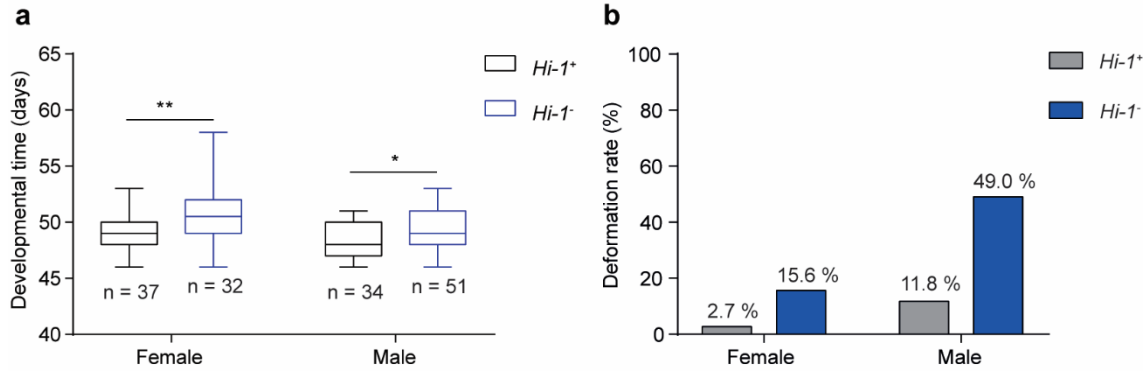 a
Developmental time (days)
65
60
55
50
45
40
**
*
n = 37
n = 32
n = 34
n = 51
Female
Male
Hi-1⁺
Hi-1⁻
b
Deformation rate (%)
100
80
60
40
20
0
2.7 %
15.6 %
11.8 %
49.0 %
Female
Male
Hi-1⁺
Hi-1⁻